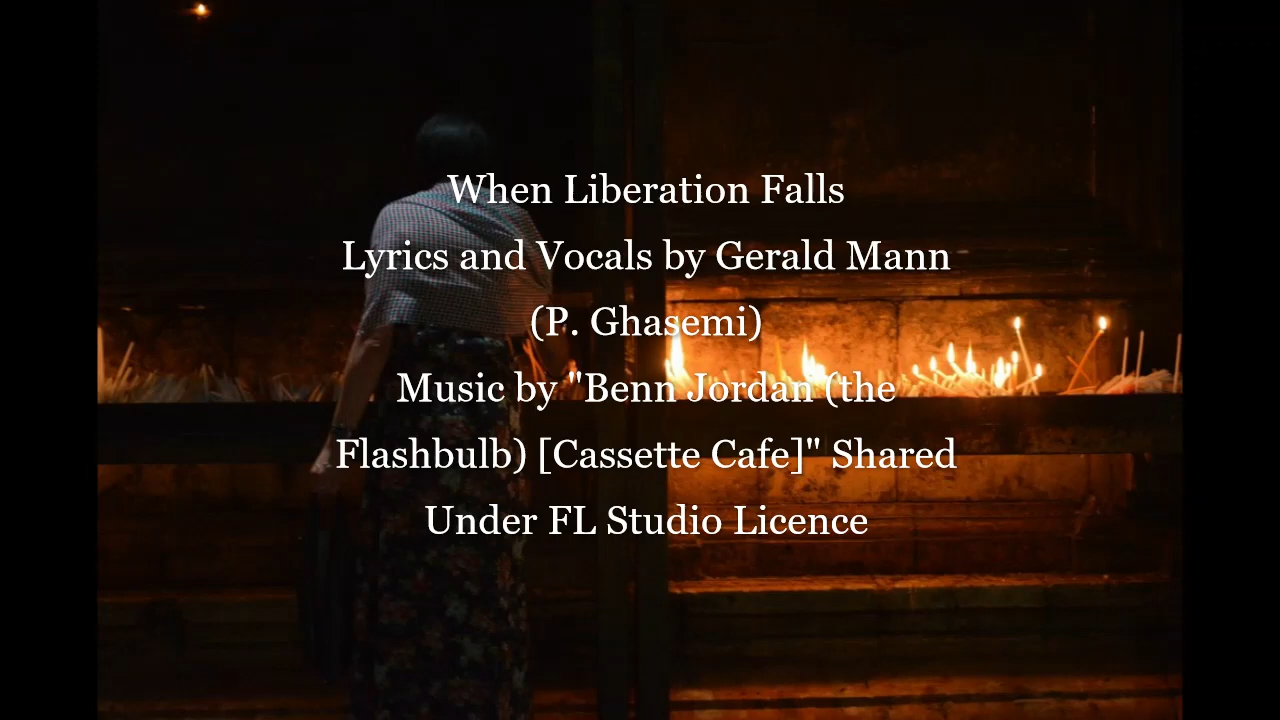 When Liberation Falls
Lyrics and Vocals by Gerald Mann
(P. Ghasemi)
Music by "Benn Jordan (the
Flashbulb) [Cassette Cafe]" Shared
Under FL Studio Licence